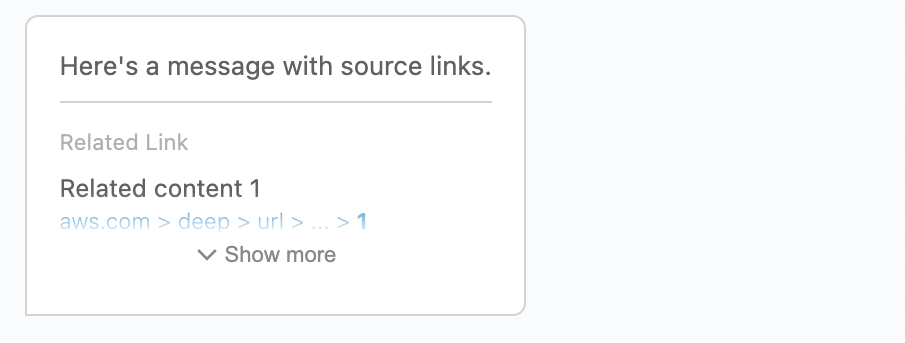 Here's a message with source links.
Related Link
Related content 1
aws.com > deep > url > ... > 1
Show more